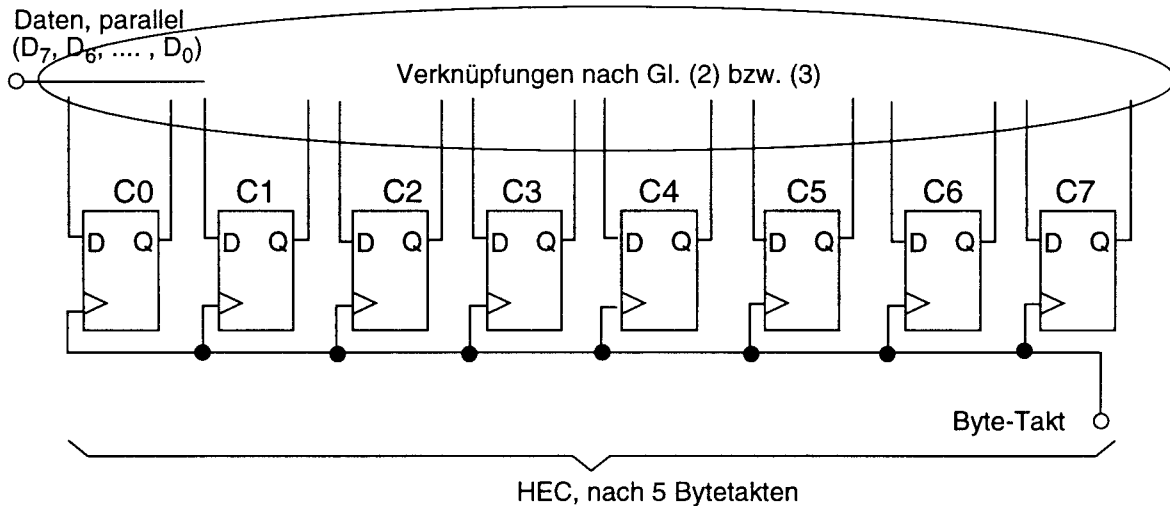 Daten, parallel
(D7, D6, .... , D0)
Verknüpfungen nach Gl. (2) bzw. (3)
C0 C1 C2 C3 C4 C5 C6 C7
D Q D Q D Q D Q D Q D Q D Q D Q
Byte-Takt
HEC, nach 5 Bytetakten